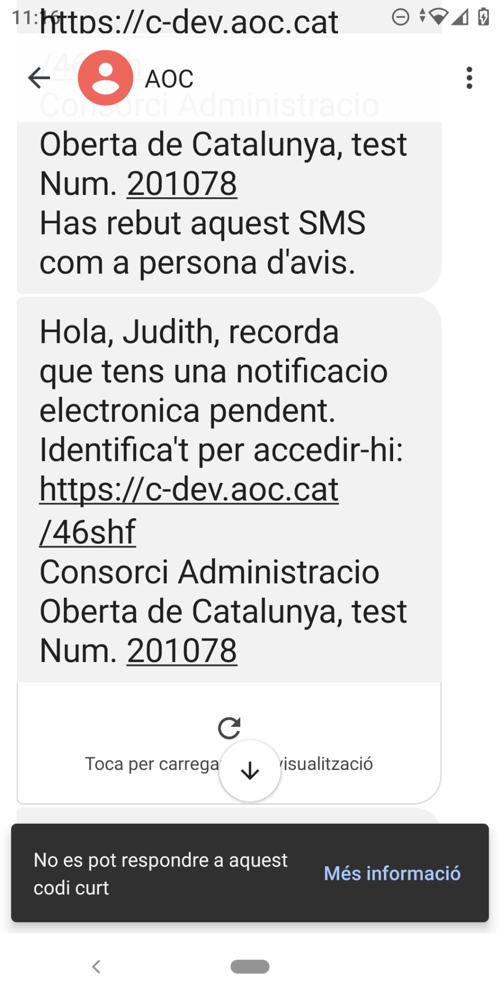 11:16
https://c-dev.aoc.cat
AOC
Consorci Administracio
Oberta de Catalunya, test
Num. 201078
Has rebut aquest SMS
com a persona d'avis.
Hola, Judith, recorda
que tens una notificacio
electronica pendent.
Identifica't per accedir-hi:
https://c-dev.aoc.cat
/46shf
Consorci Administracio
Oberta de Catalunya, test
Num. 201078
Toca per carrega
visualització
No es pot respondre a aquest
codi curt
Més informació